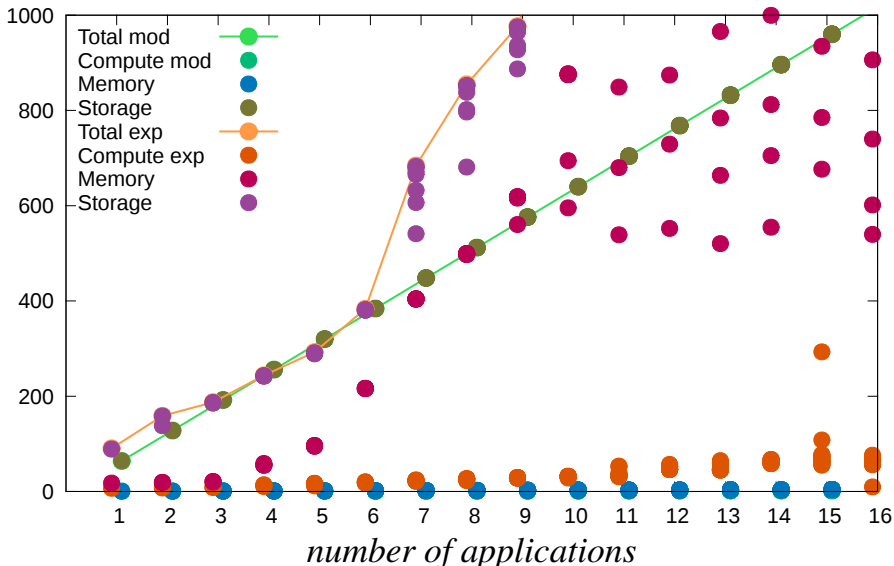 1000
800
600
400
200
0
Total mod
Compute mod
Memory
Storage
Total exp
Compute exp
Memory
Storage
1 2 3 4 5 6 7 8 9 10 11 12 13 14 15 16
number of applications